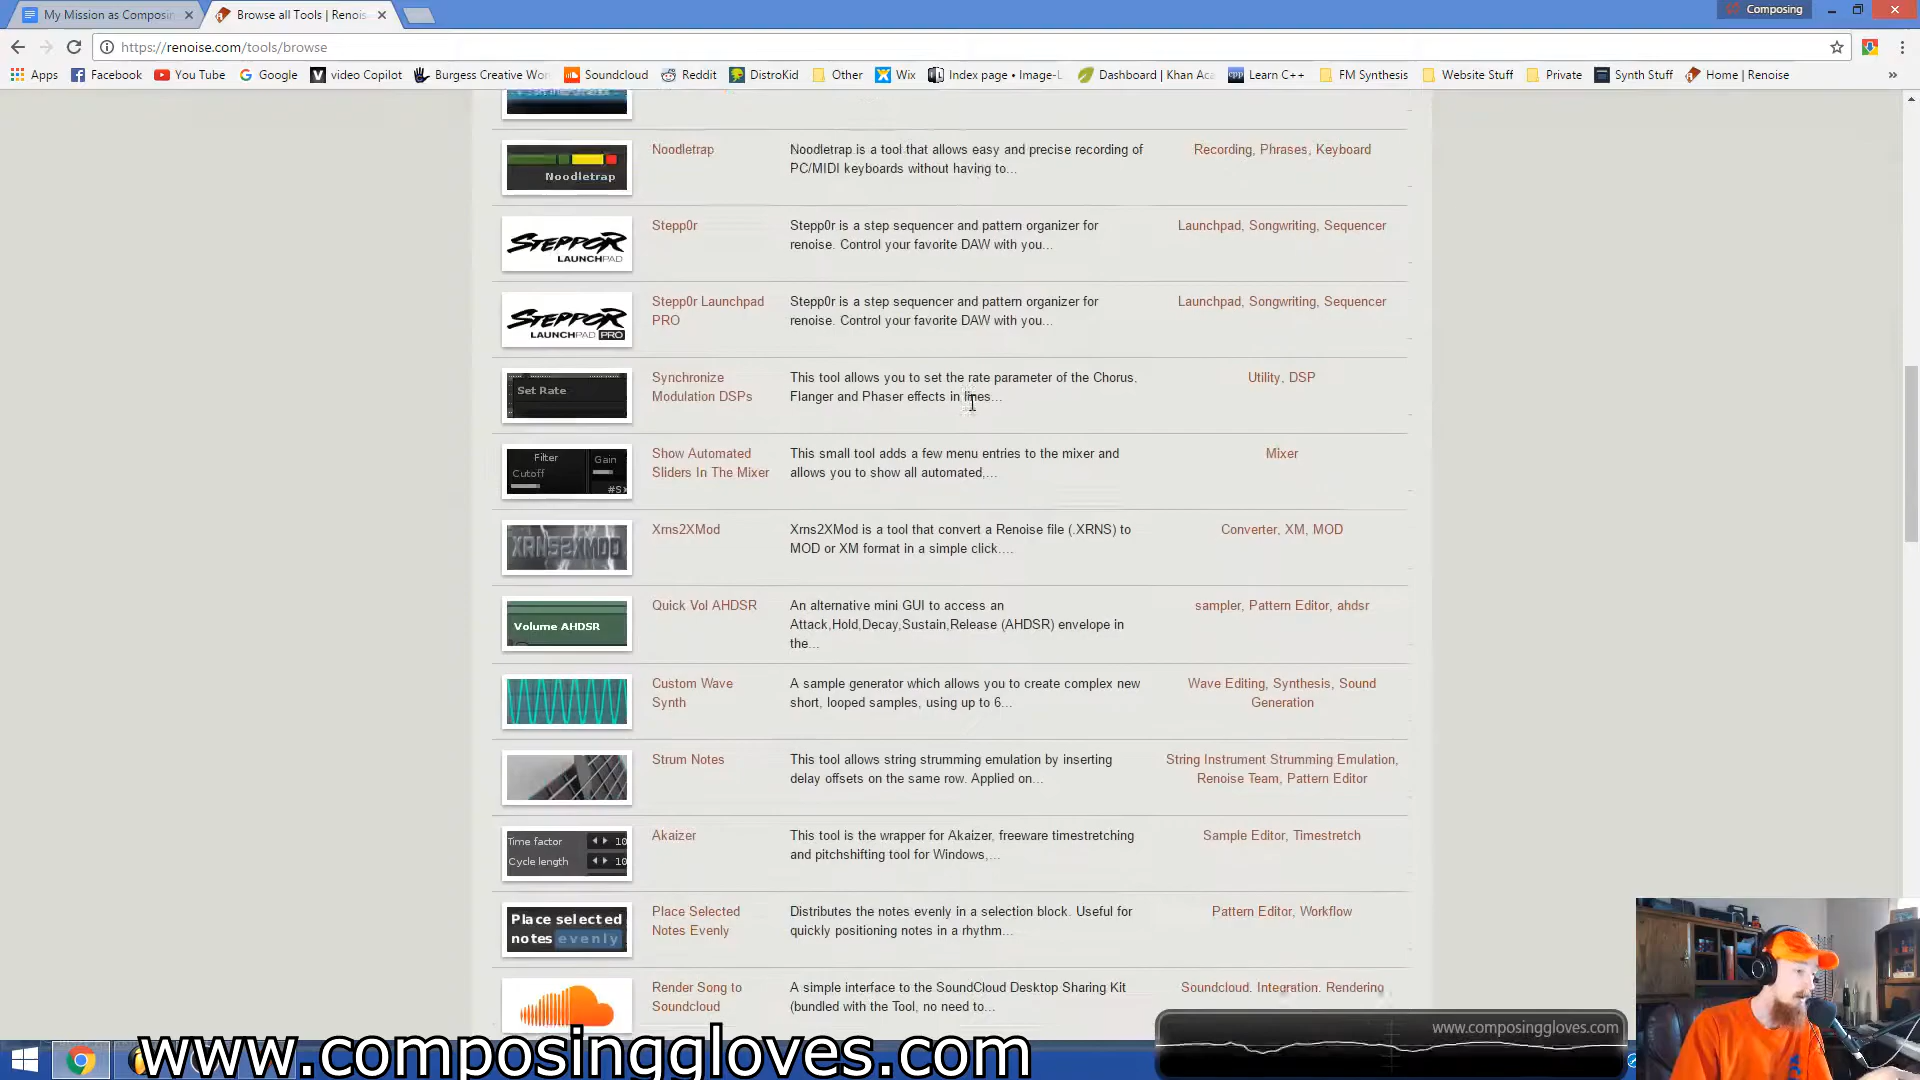 My Mission as Composin
Browse all Tools | Renois
Composing
https://renoise.com/tools/browse
Apps
Facebook
You Tube
Google
video Copilot
Burgess Creative Wor
Soundcloud
Reddit
DistroKid
Other
Wix
Index page • Image-L
Dashboard | Khan Aca
Learn C++
FM Synthesis
Website Stuff
Private
Synth Stuff
Home | Renoise
»
Noodletrap
Noodletrap
Noodletrap is a tool that allows easy and precise recording of
PC/MIDI keyboards without having to...
Recording, Phrases, Keyboard
STEPPOR
LAUNCHPAD
Stepp0r
Stepp0r is a step sequencer and pattern organizer for
renoise. Control your favorite DAW with you...
Launchpad, Songwriting, Sequencer
STEPPOR
LAUNCHPAD PRO
Stepp0r Launchpad
PRO
Stepp0r is a step sequencer and pattern organizer for
renoise. Control your favorite DAW with you...
Launchpad, Songwriting, Sequencer
Set Rate
Synchronize
Modulation DSPs
This tool allows you to set the rate parameter of the Chorus,
Flanger and Phaser effects in lines...
Utility, DSP
Filter
Gain
Cutoff
#S
Show Automated
Sliders In The Mixer
This small tool adds a few menu entries to the mixer and
allows you to show all automated,...
Mixer
XRNS2XMOD
Xrns2XMod
Xrns2XMod is a tool that convert a Renoise file (.XRNS) to
MOD or XM format in a simple click....
Converter, XM, MOD
Volume AHDSR
Quick Vol AHDSR
An alternative mini GUI to access an
Attack,Hold,Decay,Sustain,Release (AHDSR) envelope in
the...
sampler, Pattern Editor, ahdsr
Custom Wave
Synth
A sample generator which allows you to create complex new
short, looped samples, using up to 6...
Wave Editing, Synthesis, Sound
Generation
Strum Notes
This tool allows string strumming emulation by inserting
delay offsets on the same row. Applied on...
String Instrument Strumming Emulation,
Renoise Team, Pattern Editor
Time factor 10
Cycle length 10
Akaizer
This tool is the wrapper for Akaizer, freeware timestretching
and pitchshifting tool for Windows,...
Sample Editor, Timestretch
Place selected
notes evenly
Place Selected
Notes Evenly
Distributes the notes evenly in a selection block. Useful for
quickly positioning notes in a rhythm...
Pattern Editor, Workflow
Render Song to
Soundcloud
A simple interface to the SoundCloud Desktop Sharing Kit
(bundled with the Tool, no need to...
Soundcloud, Integration, Rendering
www.composinggloves.com
www.composinggloves.com